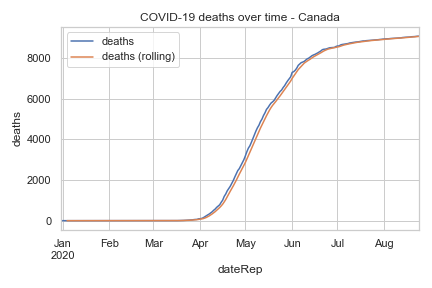 COVID-19 deaths over time - Canada
deaths
deaths (rolling)
deaths
8000
6000
4000
2000
0
Jan Feb Mar Apr May Jun Jul Aug
2020
dateRep